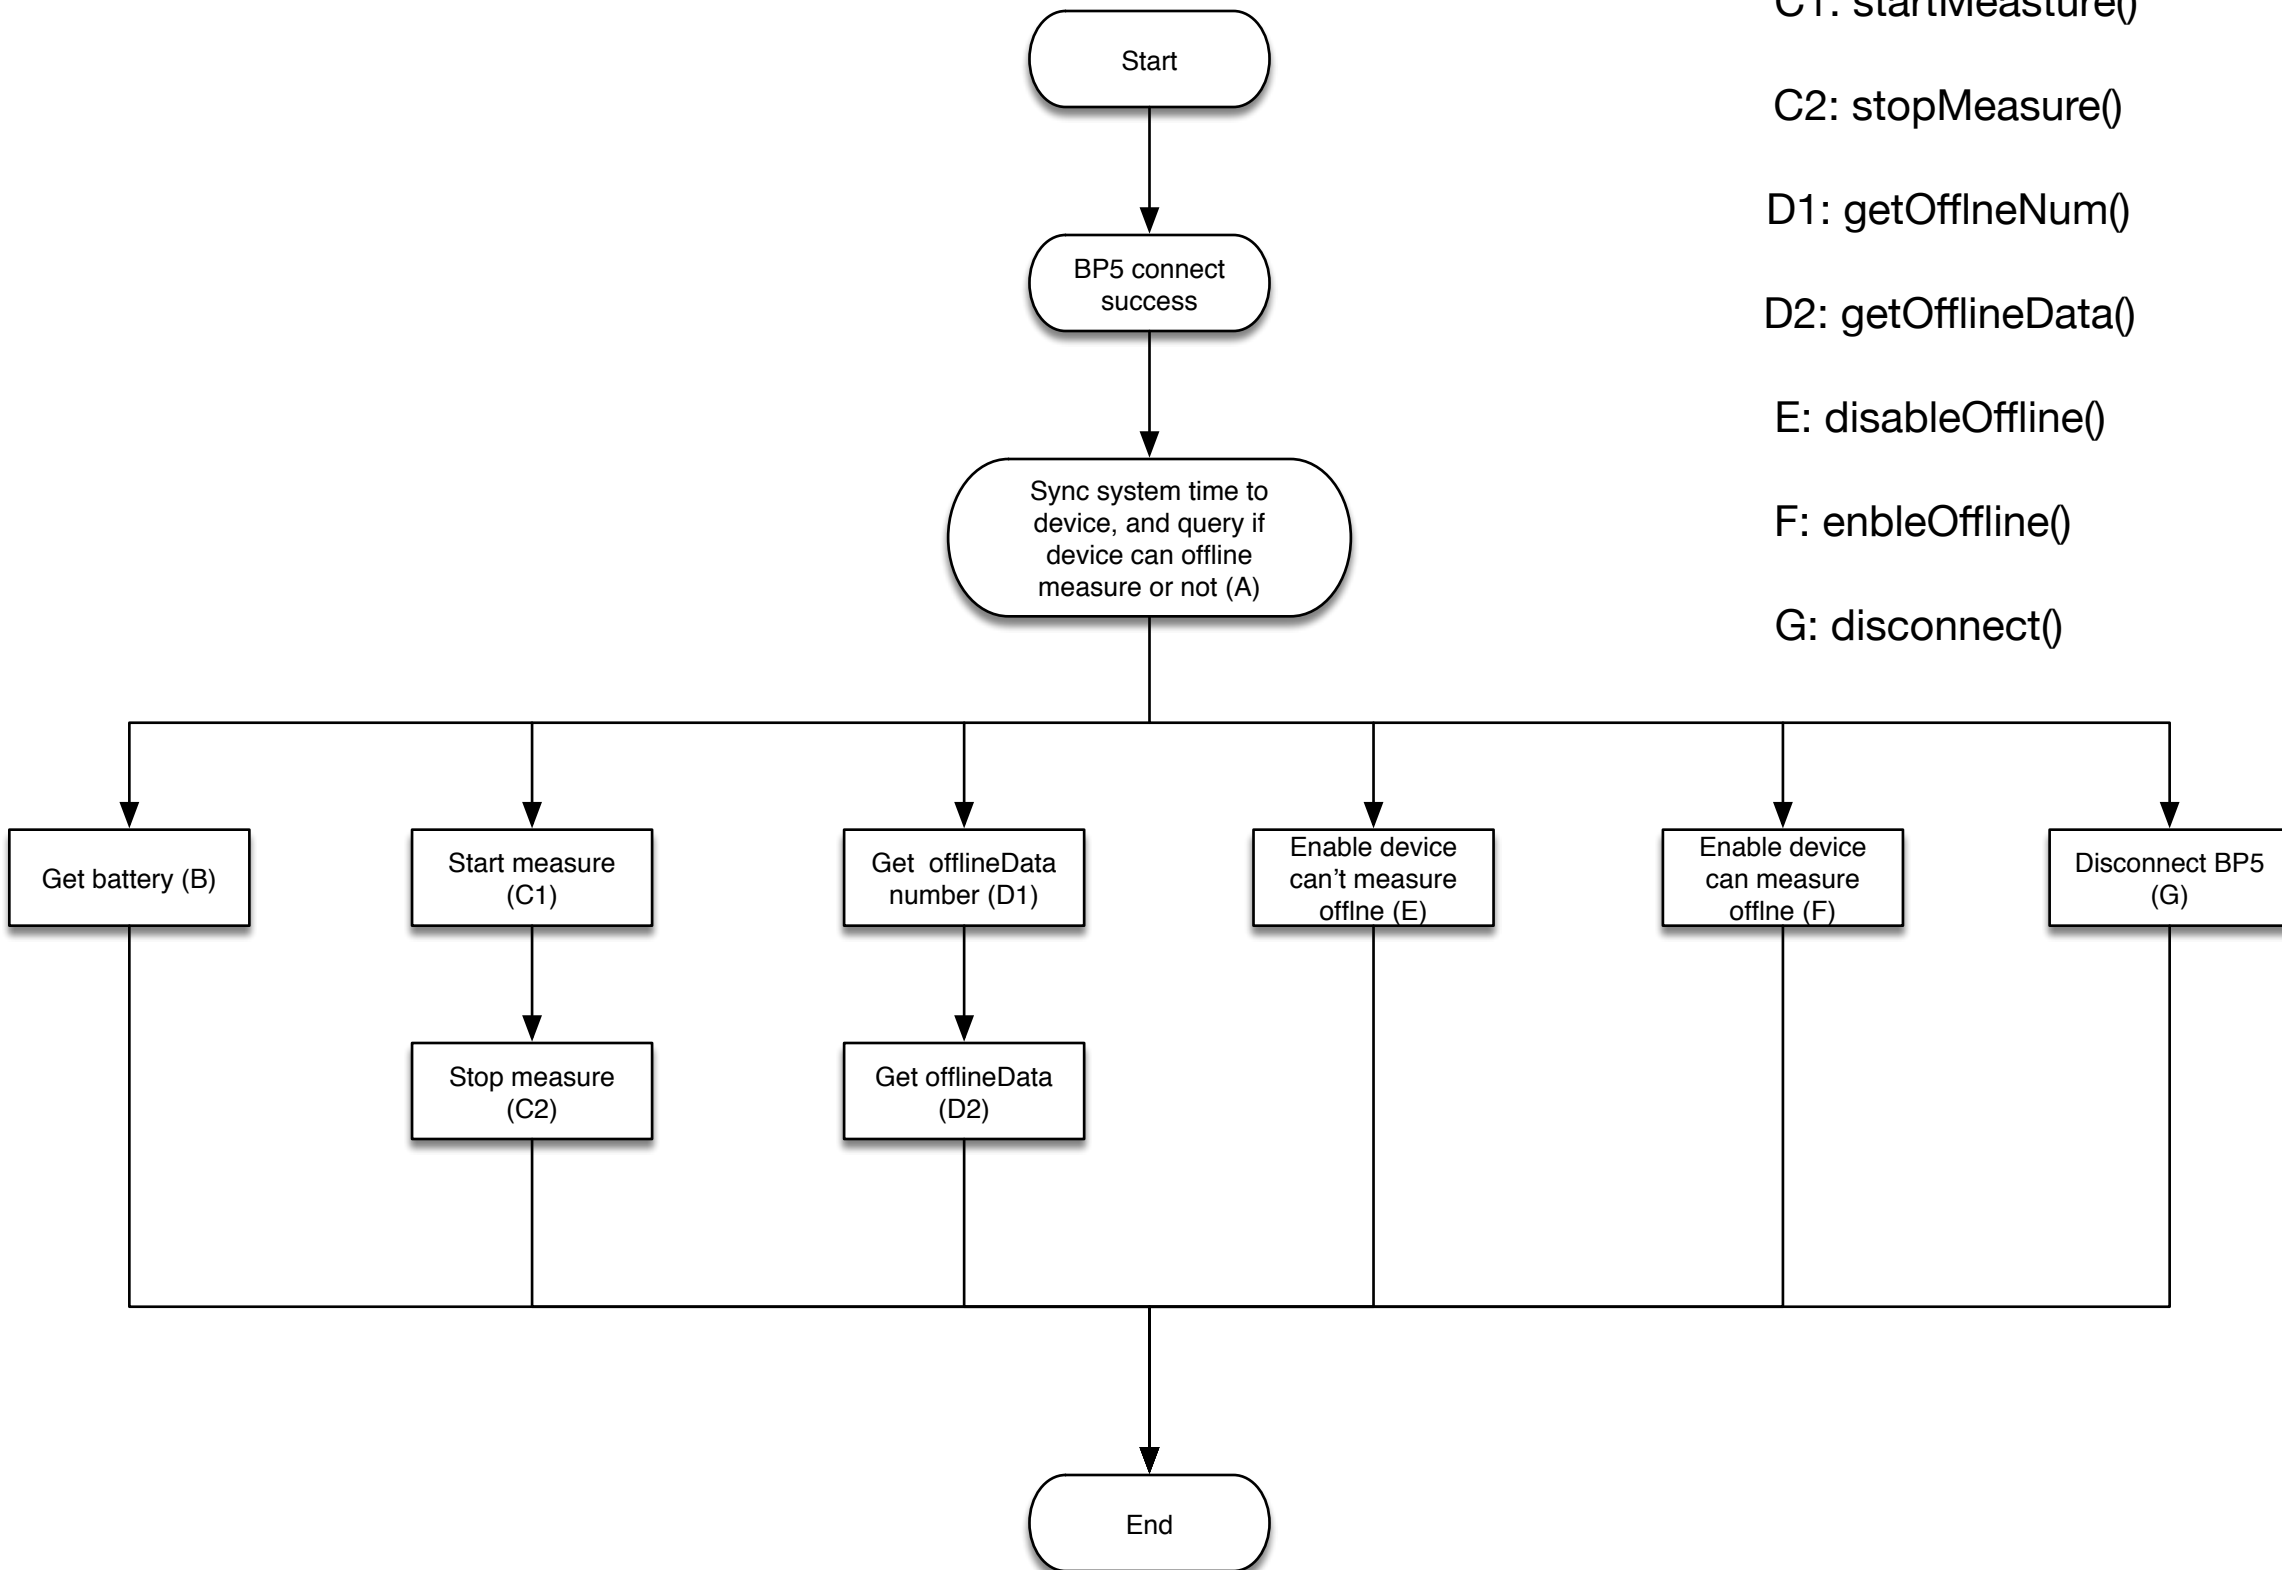 C1: startMeasture()
C2: stopMeasure()
D1: getOfflneNum()
D2: getOfflineData()
E: disableOffline()
F: enbleOffline()
G: disconnect()
Start
BP5 connect
success
Sync system time to
device, and query if
device can offline
measure or not (A)
Get battery (B)
Start measure
(C1)
Get  offlineData
number (D1)
Enable device
can’t measure
offlne (E)
Enable device
can measure
offlne (F)
Disconnect BP5
(G)
Stop measure
(C2)
Get offlineData
(D2)
End